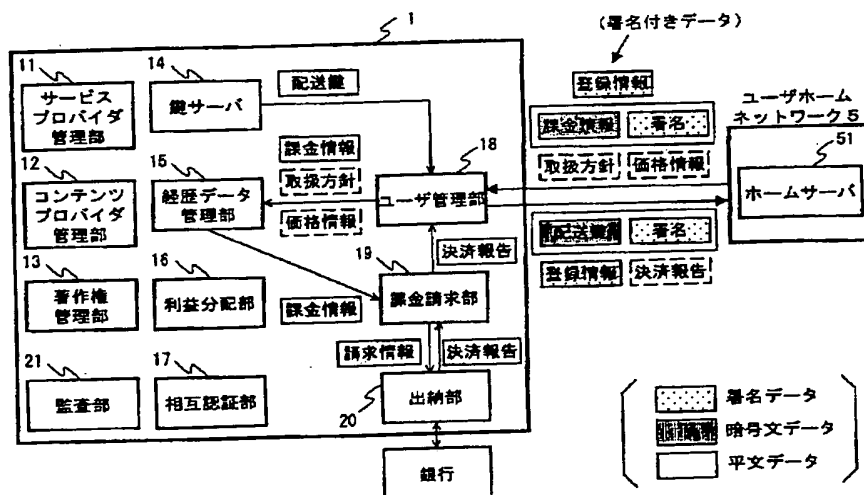 1
(署名付きデータ)
11
サービス
プロバイダ
管理部
14
鍵サーバ
配送鍵
登録情報
ユーザホーム
ネットワーク5
課金情報
署名
51
ホームサーバ
12
コンテンツ
プロバイダ
管理部
15
経歴データ
管理部
課金情報
取扱方針
価格情報
18
ユーザ管理部
取扱方針
価格情報
配送鍵
署名
決済報告
登録情報
決済報告
13
著作権
管理部
16
利益分配部
課金情報
19
課金請求部
請求情報
決済報告
21
監査部
17
相互認証部
20
出納部
銀行
署名データ
暗号文データ
平文データ